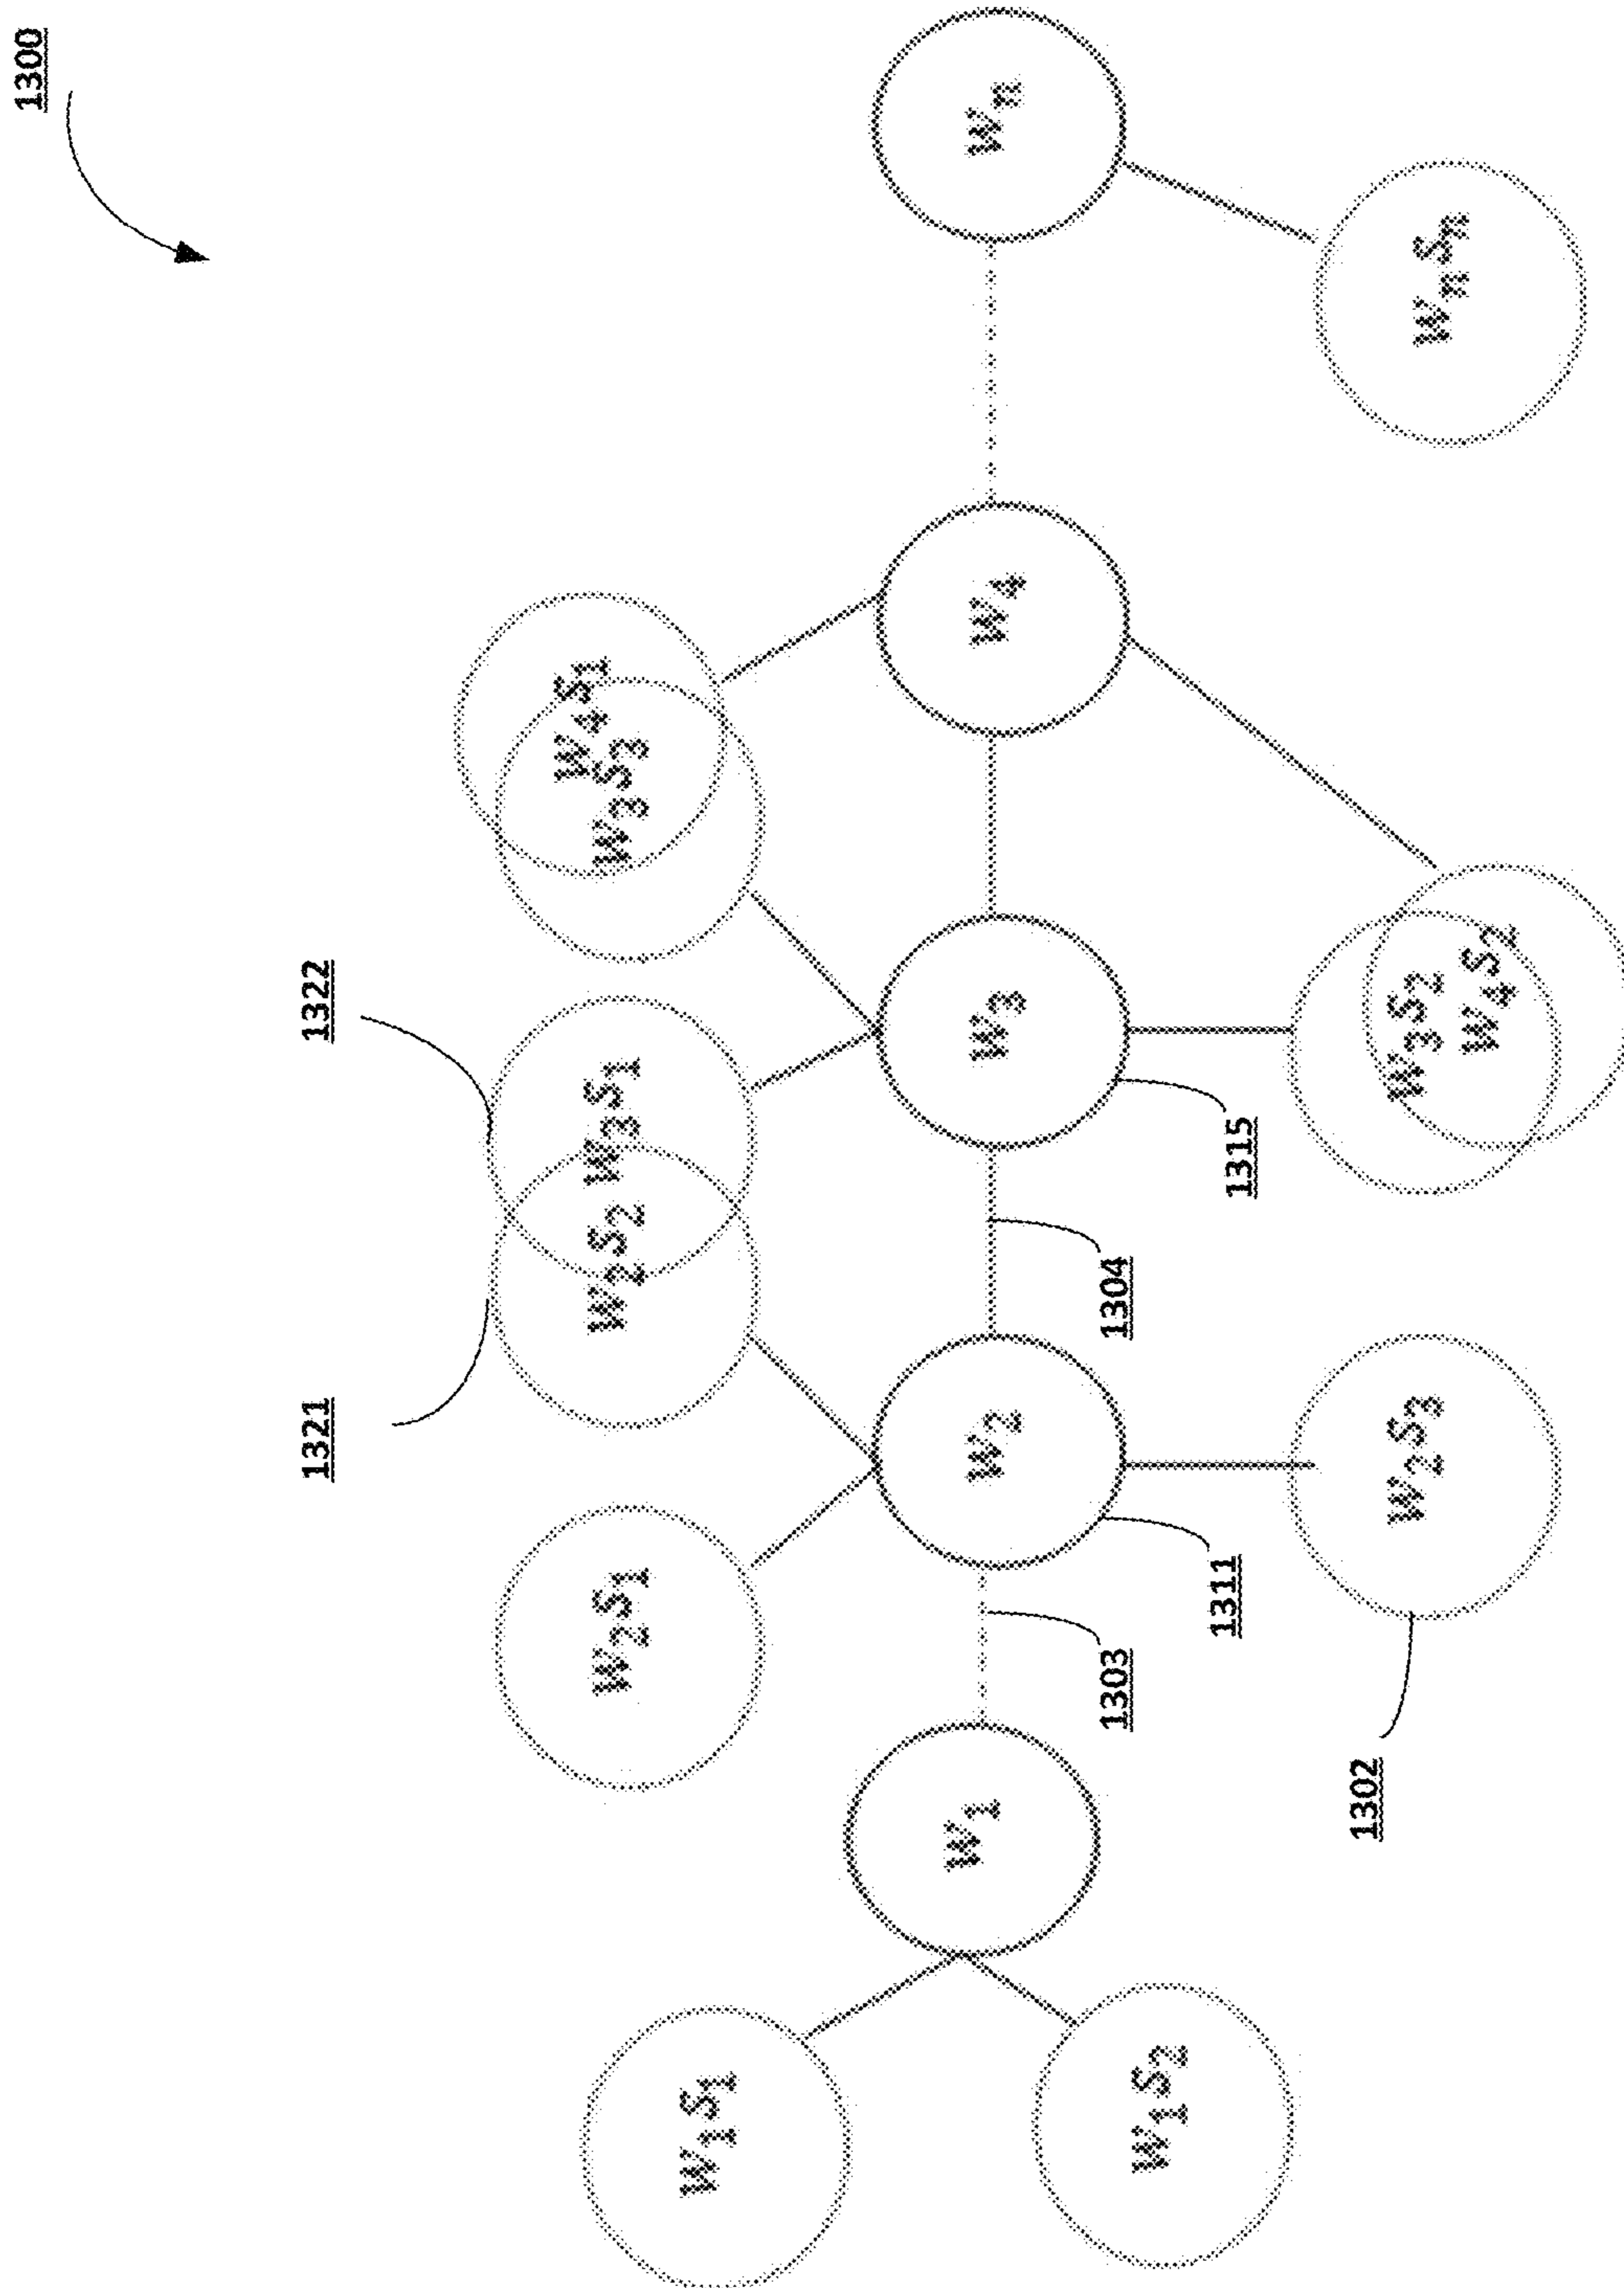 1300
1321
1322
W₄S₁
W₂S₁
W₂S₂
W₃S₁
W₃S₃
W₁S₁
W₁
W₂
W₃
W₄
Wₙ
1303
1304
W₁S₂
1311
1315
1302
W₂S₃
W₃S₂
WₙSₙ
W₄S₂